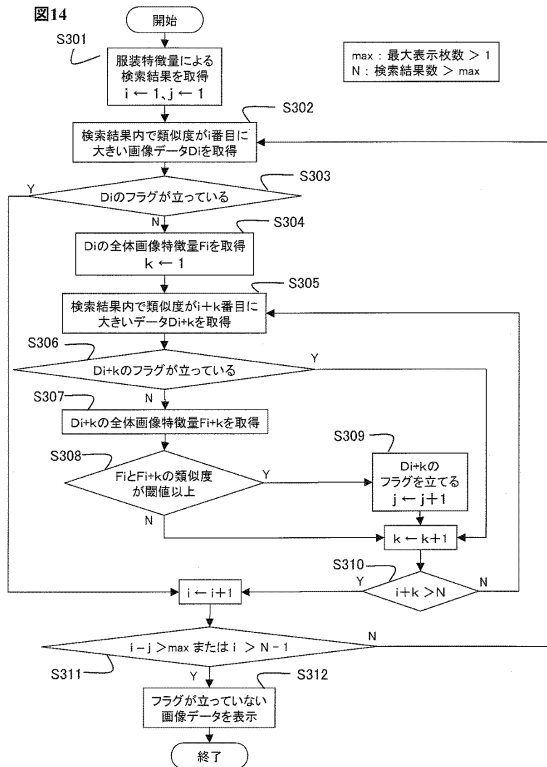 図14
開始
S301
服装特徴量による
検索結果を取得
i ← 1、j ← 1
max : 最大表示枚数 > 1
N : 検索結果数 > max
S302
検索結果内で類似度がi番目に
大きい画像データDiを取得
S303
Y
Diのフラグが立っている
N
S304
Diの全体画像特徴量Fiを取得
k ← 1
S305
検索結果内で類似度がi+k番目に
大きいデータDi+kを取得
S306
Y
Di+kのフラグが立っている
N
S307
Di+kの全体画像特徴量Fi+kを取得
S308
S309
FiとFi+kの類似度
が閾値以上
Y
Di+kの
フラグを立てる
j ← j+1
N
k ← k+1
S310
Y
i+k >N
N
i ← i+1
i-j >max または i > N-1
N
S311
Y
S312
フラグが立っていない
画像データを表示
終了